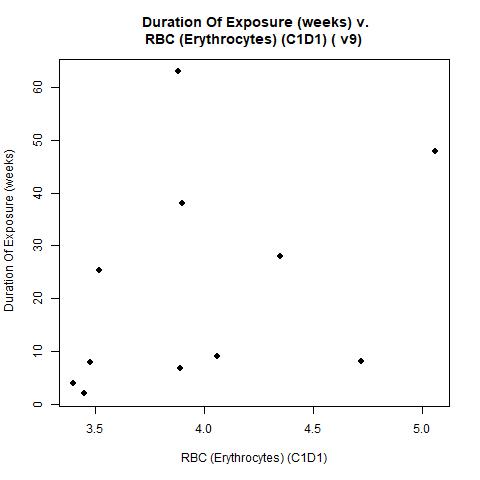 Duration Of Exposure (weeks) v.
RBC (Erythrocytes) (C1D1) ( v9)
Duration Of Exposure (weeks)
60
50
40
30
20
10
0
3.5 4.0 4.5 5.0
RBC (Erythrocytes) (C1D1)